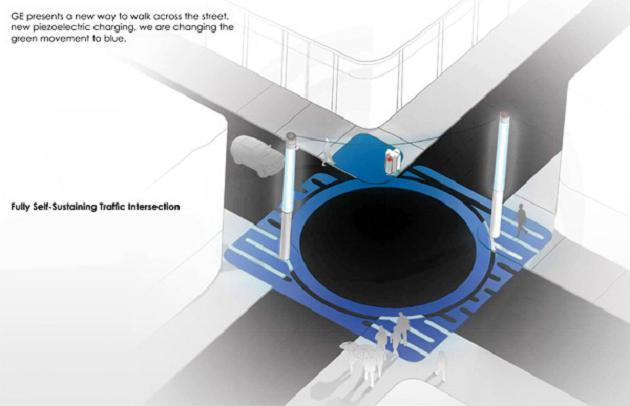 GE presents a new way to walk across the street,
new piezoelectric charging, we are changing the
green movement to blue.
Fully Self-Sustaining Traffic Intersection